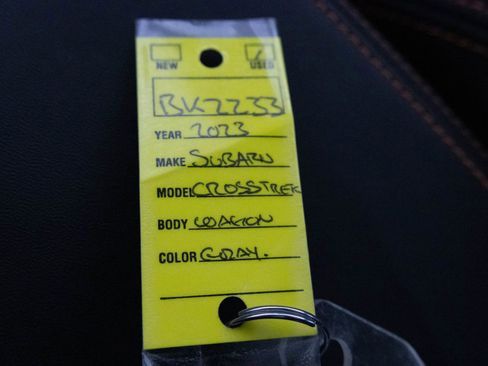 NEW USED
BK2233
YEAR 2023
MAKE SUBARU
MODEL CROSSTREK
BODY WAGON
COLOR GRAY.